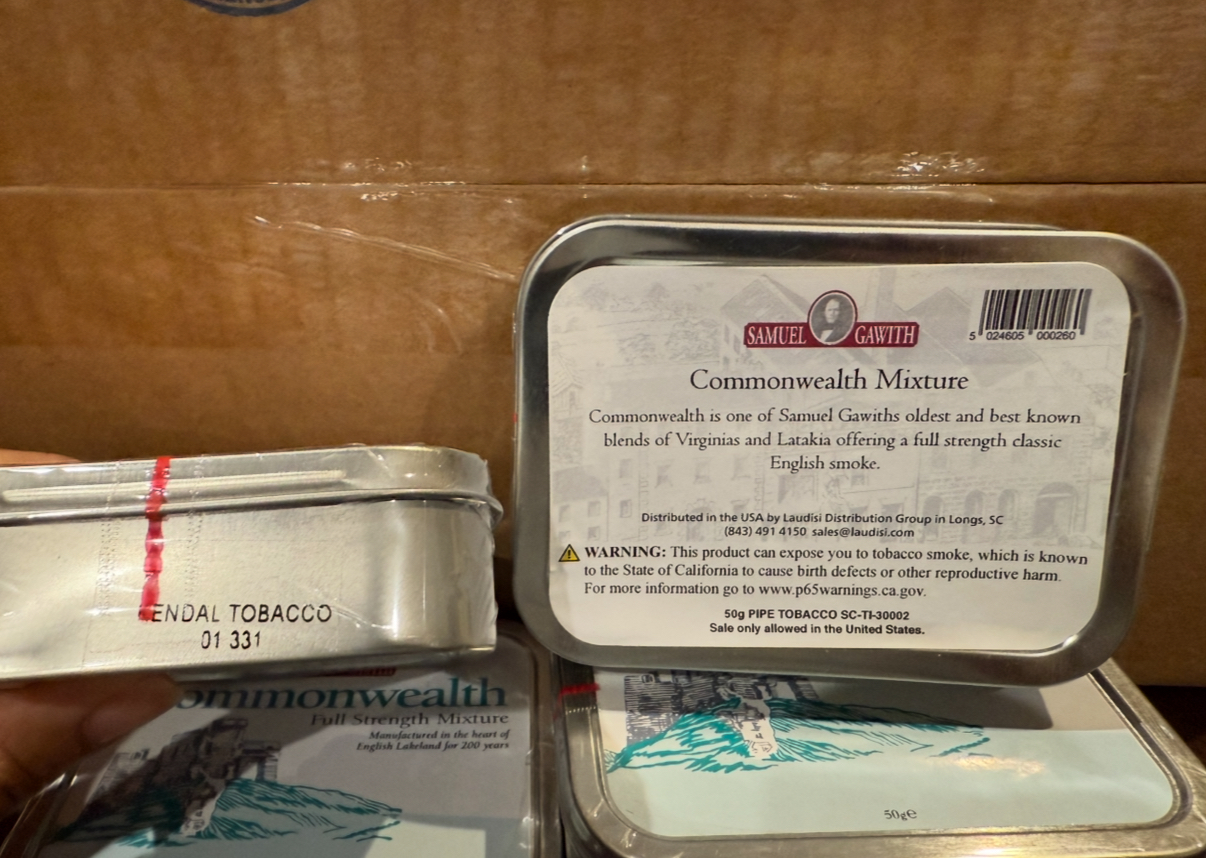 SAMUEL GAWITH
5 024605 000260
Commonwealth Mixture
Commonwealth is one of Samuel Gawiths oldest and best known
blends of Virginias and Latakia offering a full strength classic
English smoke.
Distributed in the USA by Laudisi Distribution Group in Longs, SC
(843) 491 4150 sales@laudisi.com
WARNING: This product can expose you to tobacco smoke, which is known
to the State of California to cause birth defects or other reproductive harm.
For more information go to www.p65warnings.ca.gov.
50g PIPE TOBACCO SC-TI-30002
Sale only allowed in the United States.
ENDAL TOBACCO
01 331
ommonwealth
Full Strength Mixture
Manufactured in the heart of
English Lakeland for 200 years
50g℮